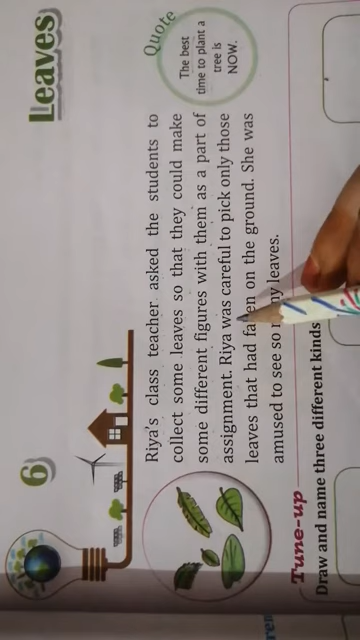 6
Leaves
Quote
The best
time to plant a
tree is
NOW.
Riya's class teacher asked the students to
collect some leaves so that they could make
some different figures with them as a part of
assignment. Riya was careful to pick only those
leaves that had fallen on the ground. She was
amused to see so many leaves.
Tune-up
Draw and name three different kinds